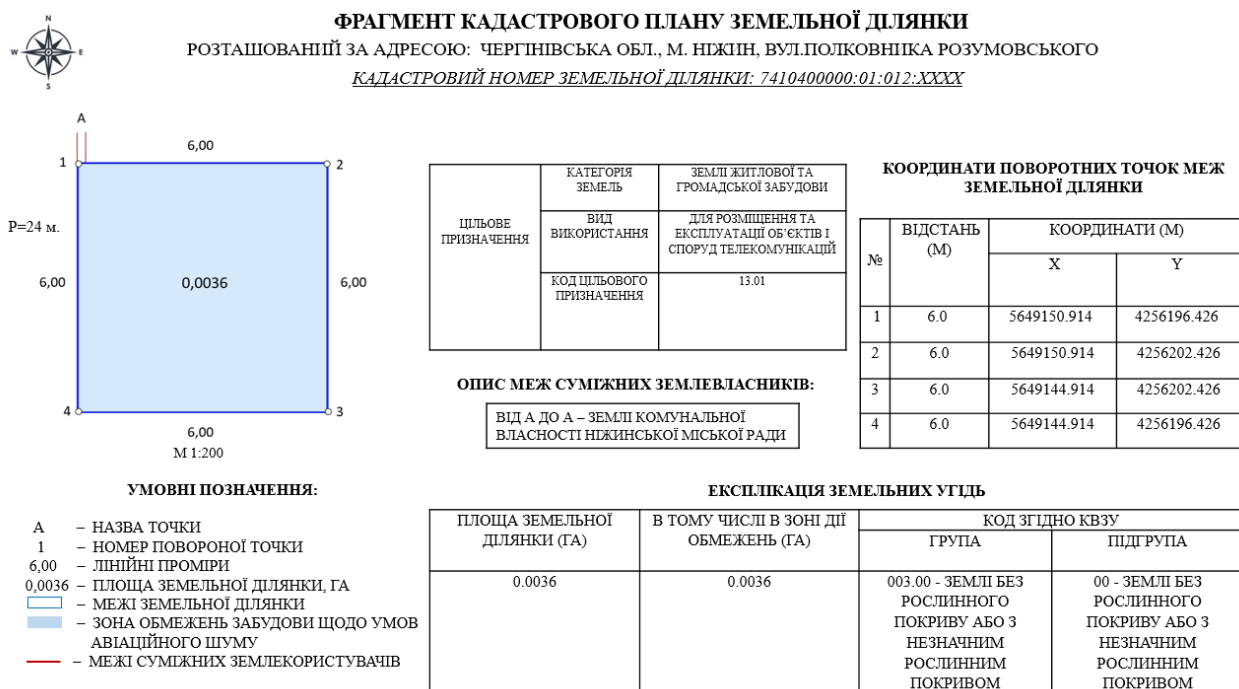 ФРАГМЕНТ КАДАСТРОВОГО ПЛАНУ ЗЕМЕЛЬНОЇ ДІЛЯНКИ
РОЗТАШОВАНИЙ ЗА АДРЕСОЮ: ЧЕРГІНІВСЬКА ОБЛ., М. НІЖИН, ВУЛ.ПОЛКОВНИКА РОЗУМОВСЬКОГО
КАДАСТРОВИЙ НОМЕР ЗЕМЕЛЬНОЇ ДІЛЯНКИ: 7410400000:01:012:XXXX
N
W E
S
A
6,00
1 2
P=24 м.
6,00 0,0036 6,00
4 3
6,00
М 1:200
ЦІЛЬОВЕ
ПРИЗНАЧЕННЯ
КАТЕГОРІЯ
ЗЕМЕЛЬ
ЗЕМЛІ ЖИТЛОВОЇ ТА
ГРОМАДСЬКОЇ ЗАБУДОВИ
ВИД
ВИКОРИСТАННЯ
ДЛЯ РОЗМІЩЕННЯ ТА
ЕКСПЛУАТАЦІЇ ОБ’ЄКТІВ І
СПОРУД ТЕЛЕКОМУНІКАЦІЙ
КОД ЦІЛЬОВОГО
ПРИЗНАЧЕННЯ
13.01
ОПИС МЕЖ СУМІЖНИХ ЗЕМЛЕВЛАСНИКІВ:
ВІД А ДО А – ЗЕМЛІ КОМУНАЛЬНОЇ
ВЛАСНОСТІ НІЖИНСЬКОЇ МІСЬКОЇ РАДИ
КООРДИНАТИ ПОВОРОТНИХ ТОЧОК МЕЖ
ЗЕМЕЛЬНОЇ ДІЛЯНКИ
№
ВІДСТАНЬ
(М)
КООРДИНАТИ (М)
X Y
1 6.0 5649150.914 4256196.426
2 6.0 5649150.914 4256202.426
3 6.0 5649144.914 4256202.426
4 6.0 5649144.914 4256196.426
УМОВНІ ПОЗНАЧЕННЯ:
А – НАЗВА ТОЧКИ
1 – НОМЕР ПОВОРОНОЇ ТОЧКИ
6,00 – ЛІНІЙНІ ПРОМІРИ
0,0036 – ПЛОЩА ЗЕМЕЛЬНОЇ ДІЛЯНКИ, ГА
– МЕЖІ ЗЕМЕЛЬНОЇ ДІЛЯНКИ
– ЗОНА ОБМЕЖЕНЬ ЗАБУДОВИ ЩОДО УМОВ
АВІАЦІЙНОГО ШУМУ
– МЕЖІ СУМІЖНИХ ЗЕМЛЕКОРИСТУВАЧІВ
ЕКСПЛІКАЦІЯ ЗЕМЕЛЬНИХ УГІДЬ
ПЛОЩА ЗЕМЕЛЬНОЇ
ДІЛЯНКИ (ГА)
В ТОМУ ЧИСЛІ В ЗОНІ ДІЇ
ОБМЕЖЕНЬ (ГА)
КОД ЗГІДНО КВЗУ
ГРУПА ПІДГРУПА
0.0036
0.0036
003.00 - ЗЕМЛІ БЕЗ
РОСЛИННОГО
ПОКРИВУ АБО З
НЕЗНАЧНИМ
РОСЛИННИМ
ПОКРИВОМ
00 - ЗЕМЛІ БЕЗ
РОСЛИННОГО
ПОКРИВУ АБО З
НЕЗНАЧНИМ
РОСЛИННИМ
ПОКРИВОМ